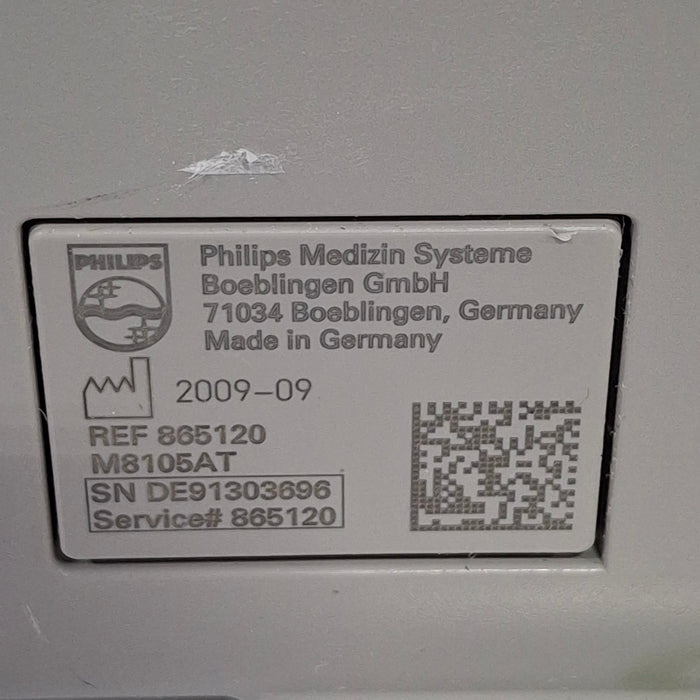 PHILIPS
Philips Medizin Systeme
Boeblingen GmbH
71034 Boeblingen, Germany
Made in Germany
2009-09
REF 865120
M8105AT
SN DE91303696
Service# 865120